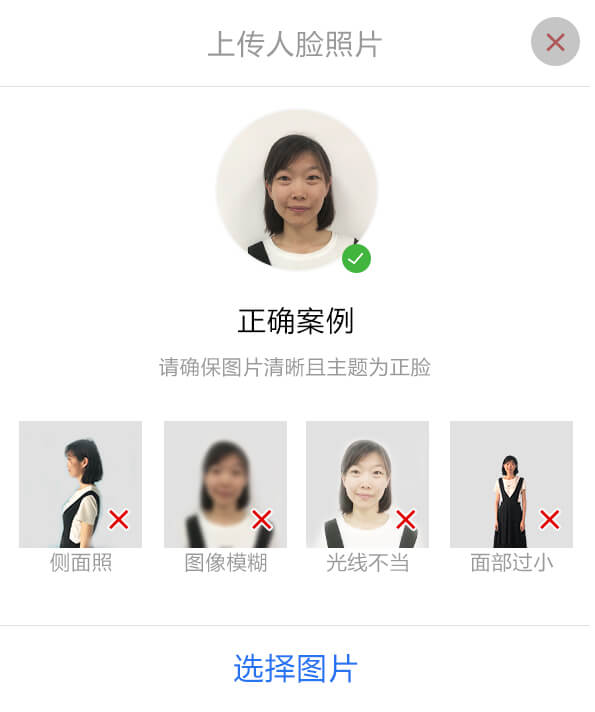 上传人脸照片
正确案例
请确保图片清晰且主题为正脸
侧面照
图像模糊
光线不当
面部过小
选择图片